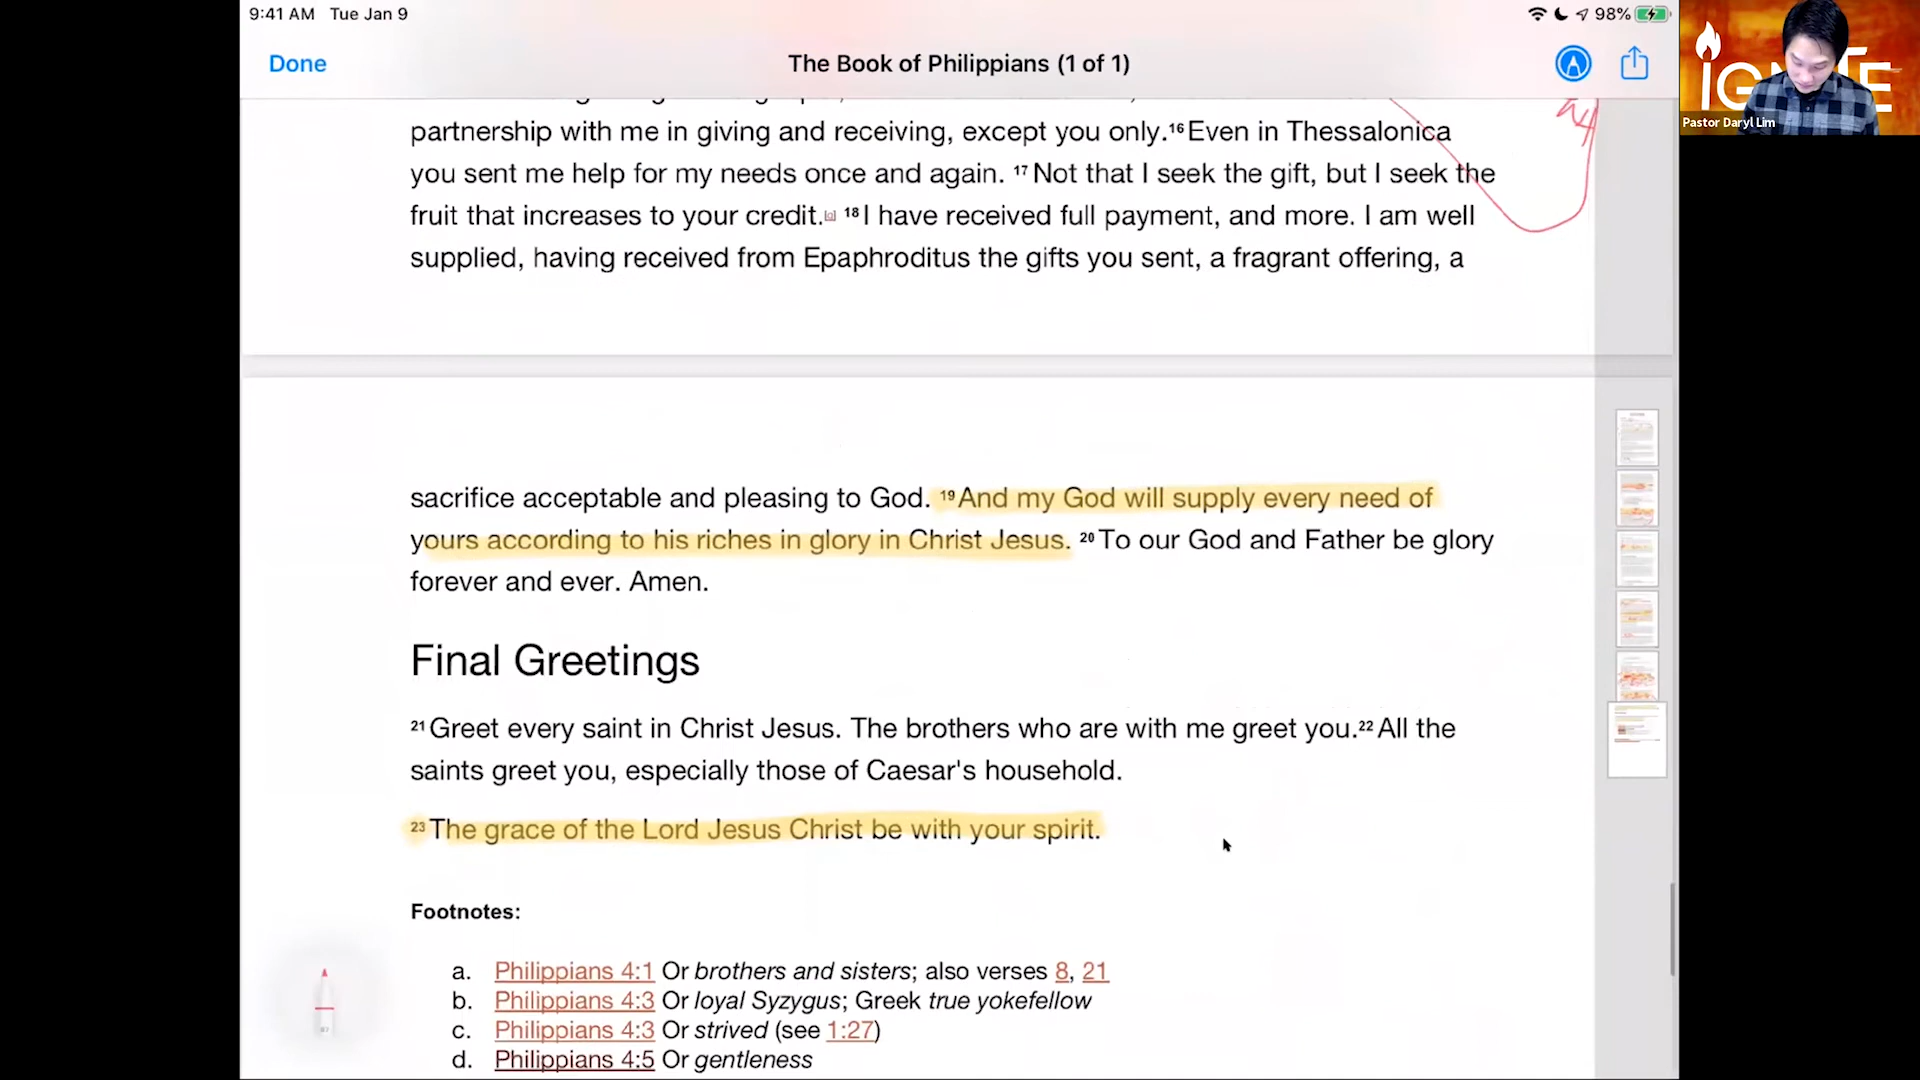 9:41 AM Tue Jan 9
98%
Done
The Book of Philippians (1 of 1)
IGNITE
Pastor Daryl Lim
partnership with me in giving and receiving, except you only.16 Even in Thessalonica
you sent me help for my needs once and again. 17 Not that I seek the gift, but I seek the
fruit that increases to your credit.[g] 18 I have received full payment, and more. I am well
supplied, having received from Epaphroditus the gifts you sent, a fragrant offering, a
sacrifice acceptable and pleasing to God. 19 And my God will supply every need of
yours according to his riches in glory in Christ Jesus. 20 To our God and Father be glory
forever and ever. Amen.
Final Greetings
21 Greet every saint in Christ Jesus. The brothers who are with me greet you.22 All the
saints greet you, especially those of Caesar's household.
23 The grace of the Lord Jesus Christ be with your spirit.
Footnotes:
a. Philippians 4:1 Or brothers and sisters; also verses 8, 21
b. Philippians 4:3 Or loyal Syzygus; Greek true yokefellow
c. Philippians 4:3 Or strived (see 1:27)
d. Philippians 4:5 Or gentleness